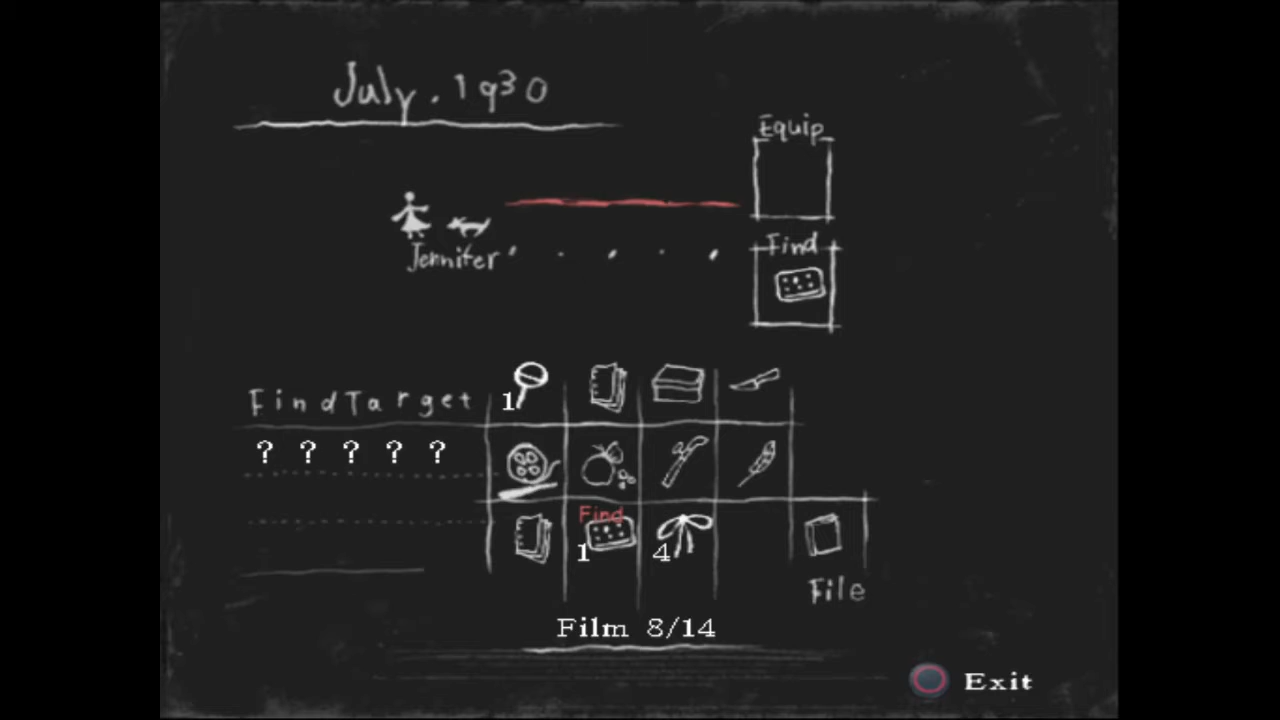 July. 1930
Equip
Find
Jennifer
FindTarget
1
? ? ? ? ?
Find
1
4
File
Film 8/14
Exit